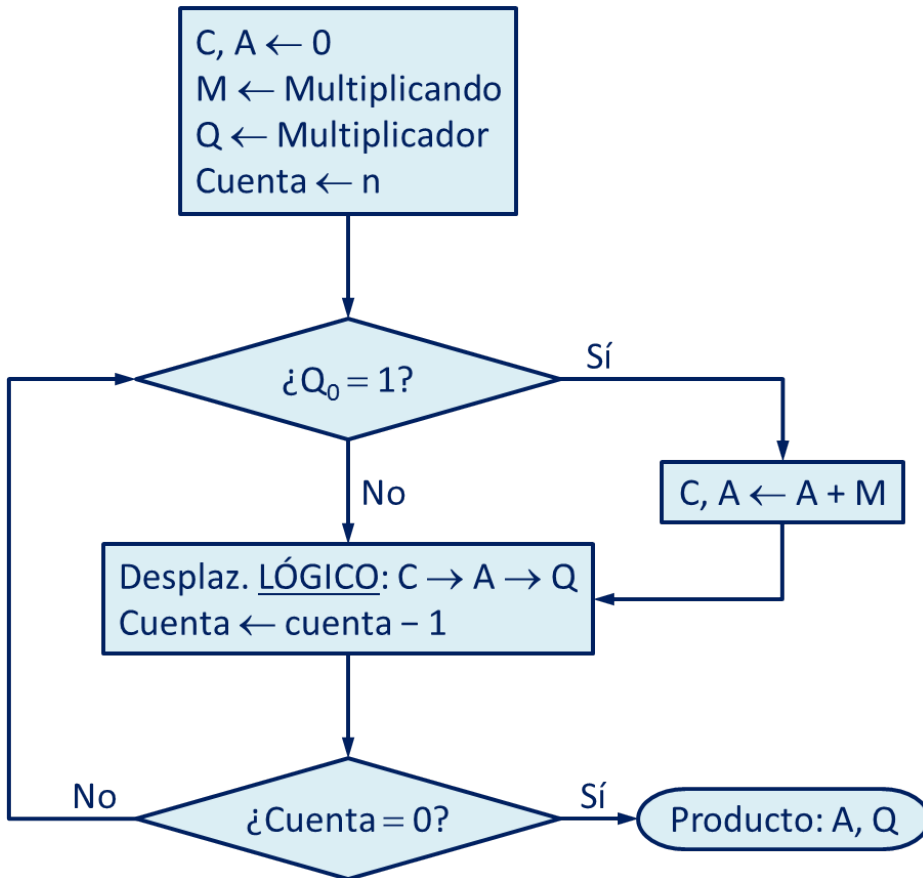 C, A ← 0
M ← Multiplicando
Q ← Multiplicador
Cuenta ← n
¿Q₀ = 1?
Sí
No
C, A ← A + M
Desplaz. LÓGICO: C → A → Q
Cuenta ← cuenta − 1
¿Cuenta = 0?
No
Sí
Producto: A, Q